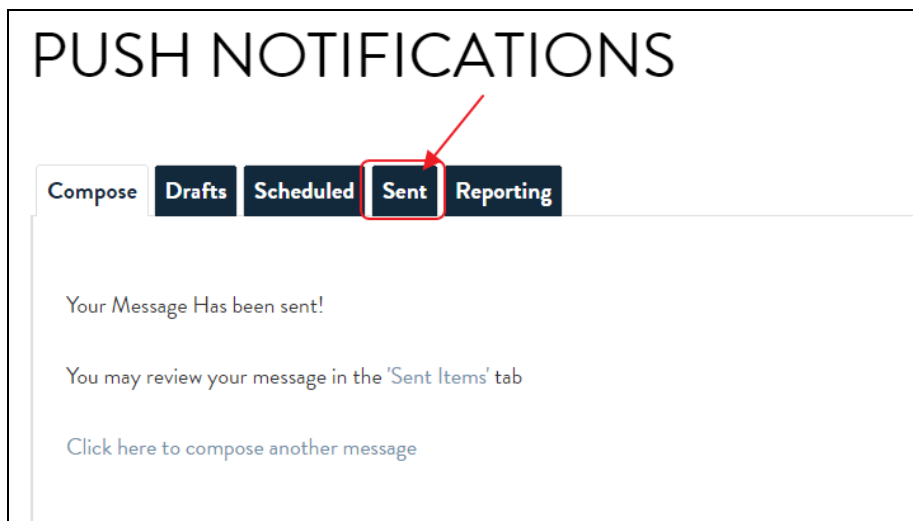 PUSH NOTIFICATIONS
Compose Drafts Scheduled Sent Reporting
Your Message Has been sent!
You may review your message in the 'Sent Items' tab
Click here to compose another message